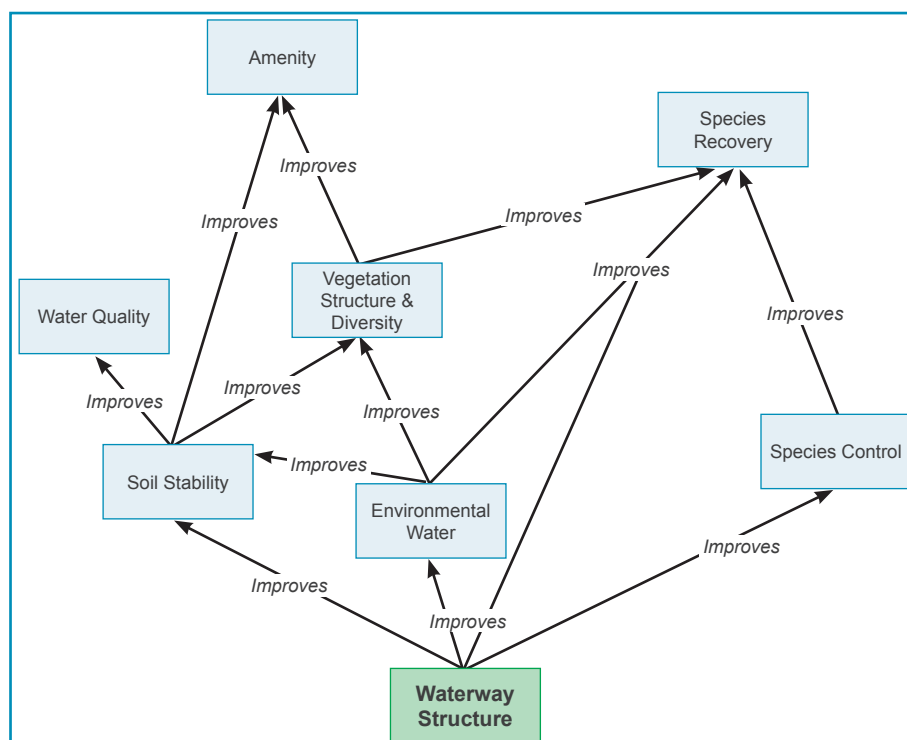 Amenity
Species
Recovery
Improves
Improves
Improves
Improves
Vegetation
Structure &
Diversity
Water Quality
Improves
Improves
Improves
Improves
Species Control
Soil Stability
Improves
Environmental
Water
Improves
Improves
Improves
Waterway
Structure